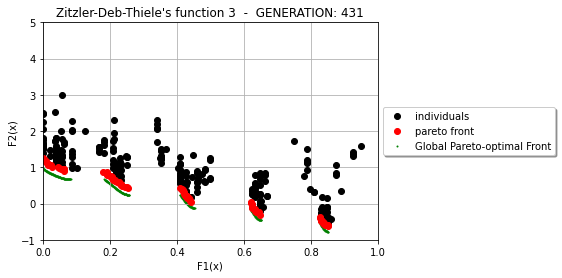 Zitzler-Deb-Thiele's function 3  -  GENERATION: 431
5
4
3
2
1
0
−1
F2(x)
0.0
0.2
0.4
0.6
0.8
1.0
F1(x)
individuals
pareto front
Global Pareto-optimal Front